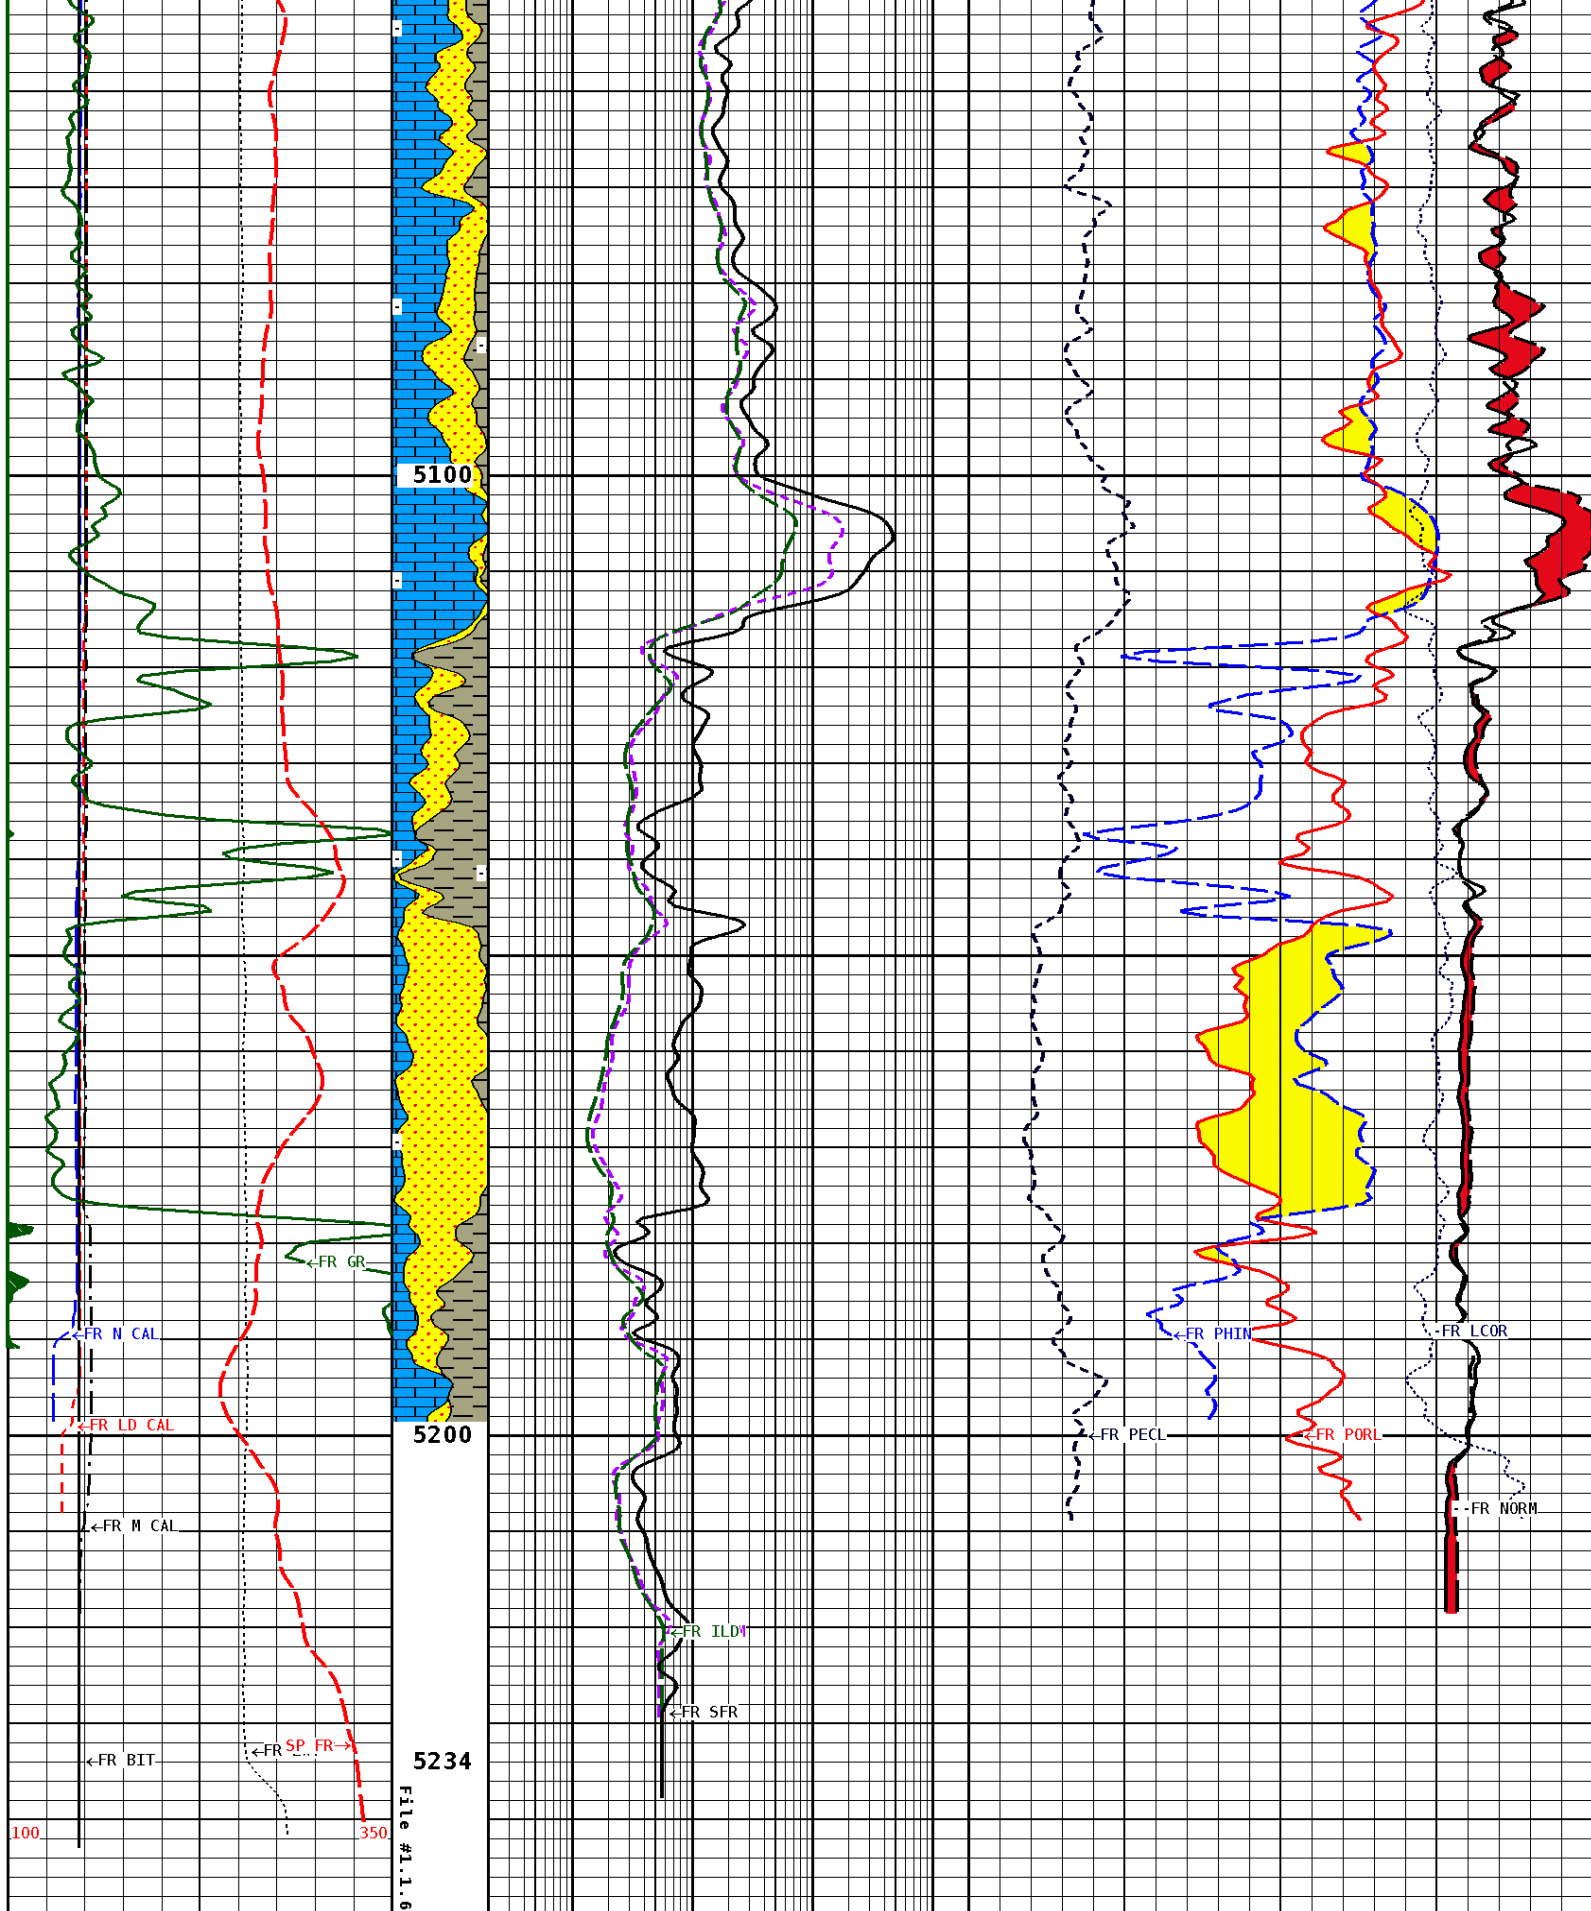 5100
←FR GR
←FR N CAL
←FR PHIN
FR LCOR
←FR LD CAL
5200
←FR PECL
←FR PORL
--FR NORM
←FR M CAL
←FR ILD
←FR SFR
←FR
SP FR→
←FR BIT
5234
File #1.1.6
100
350